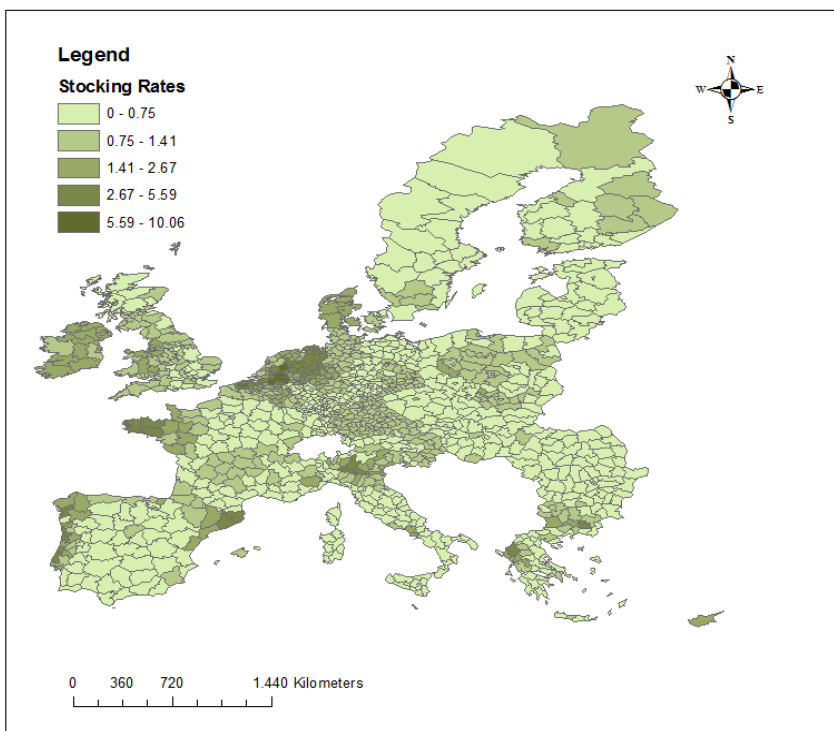 Legend
Stocking Rates
0 - 0.75
0.75 - 1.41
1.41 - 2.67
2.67 - 5.59
5.59 - 10.06
N
W E
S
0 360 720 1.440 Kilometers